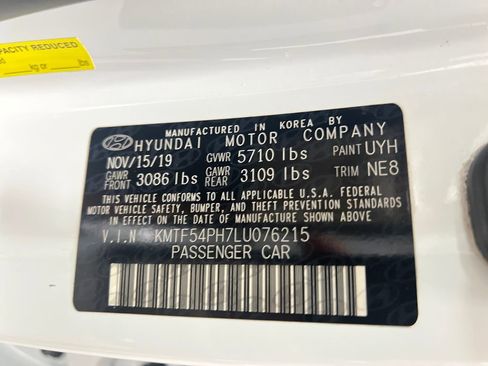 CAPACITY REDUCED
kg or lbs
MANUFACTURED IN KOREA BY
HYUNDAI MOTOR COMPANY
NOV/15/19 GVWR 5710 lbs PAINT UYH
GAWR FRONT 3086 lbs GAWR REAR 3109 lbs TRIM NE8
THIS VEHICLE CONFORMS TO ALL APPLICABLE U.S.A. FEDERAL
MOTOR VEHICLE SAFETY, BUMPER, AND THEFT PREVENTION STANDARDS
IN EFFECT ON THE DATE OF MANUFACTURE SHOWN ABOVE.
V.I.N KMTF54PH7LU076215
PASSENGER CAR